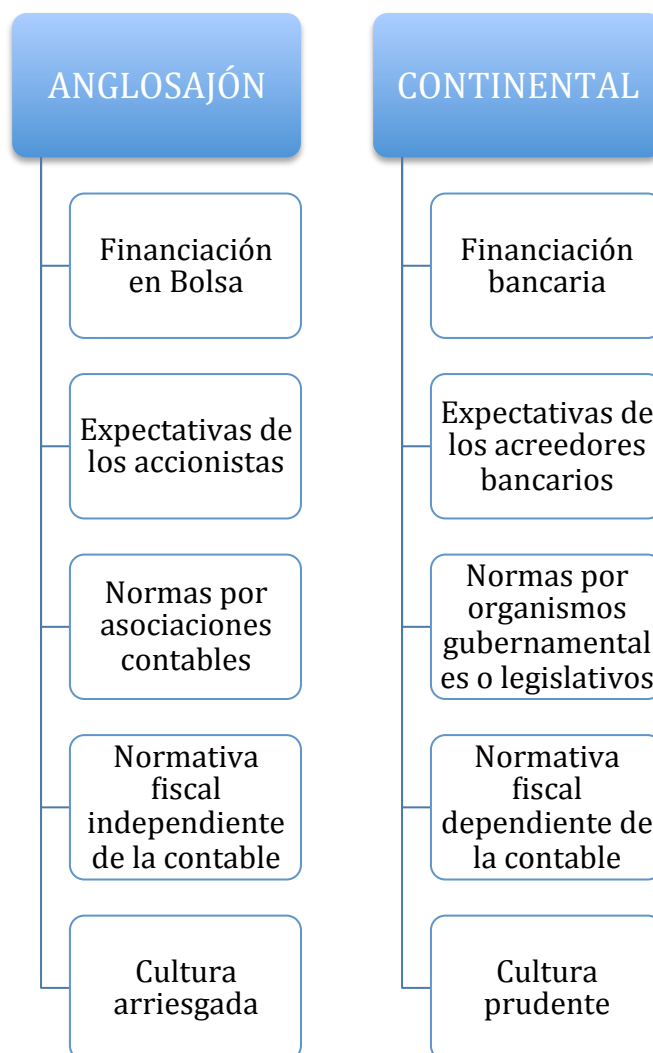 ANGLOSAJÓN
Financiación
en Bolsa
Expectativas de
los accionistas
Normas por
asociaciones
contables
Normativa
fiscal
independiente
de la contable
Cultura
arriesgada
CONTINENTAL
Financiación
bancaria
Expectativas de
los acreedores
bancarios
Normas por
organismos
gubernamental
es o legislativos
Normativa
fiscal
dependiente de
la contable
Cultura
prudente